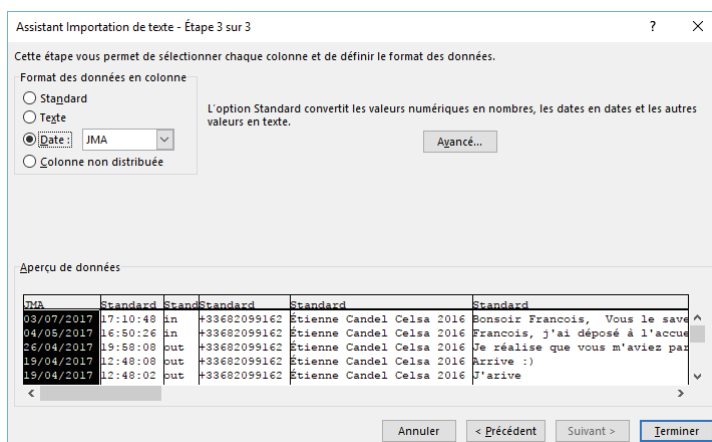 Assistant Importation de texte - Étape 3 sur 3
?
Cette étape vous permet de sélectionner chaque colonne et de définir le format des données.
Format des données en colonne
Standard
Texte
Date : JMA
Colonne non distribuée
L'option Standard convertit les valeurs numériques en nombres, les dates en dates et les autres
valeurs en texte.
Avancé...
Aperçu de données
JMA Standard Stand Standard Standard Standard
03/07/2017 17:10:48 in +33682099162 Étienne Candel Celsa 2016 Bonsoir Francois, Vous le save
04/05/2017 16:50:26 in +33682099162 Étienne Candel Celsa 2016 Francois, j'ai déposé à l'accue
26/04/2017 19:58:08 out +33682099162 Étienne Candel Celsa 2016 Je réalise que vous m'aviez par
19/04/2017 12:48:08 out +33682099162 Étienne Candel Celsa 2016 Arrive :)
19/04/2017 12:48:02 out +33682099162 Étienne Candel Celsa 2016 J'arive
Annuler < Précédent Suivant > Terminer